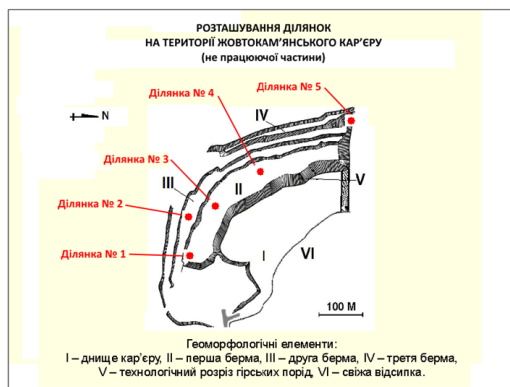 РОЗТАШУВАННЯ ДІЛЯНОК
НА ТЕРИТОРІЇ ЖОВТОКАМ'ЯНСЬКОГО КАР'ЄРУ
(не працюючої частини)
Ділянка № 5
Ділянка № 4
IV
N
Ділянка № 3
III
II
V
Ділянка № 2
Ділянка № 1
I
VI
100 М
Геоморфологічні елементи:
I – днище кар'єру, II – перша берма, III – друга берма, IV – третя берма,
V – технологічний розріз гірських порід, VI – свіжа відсипка.